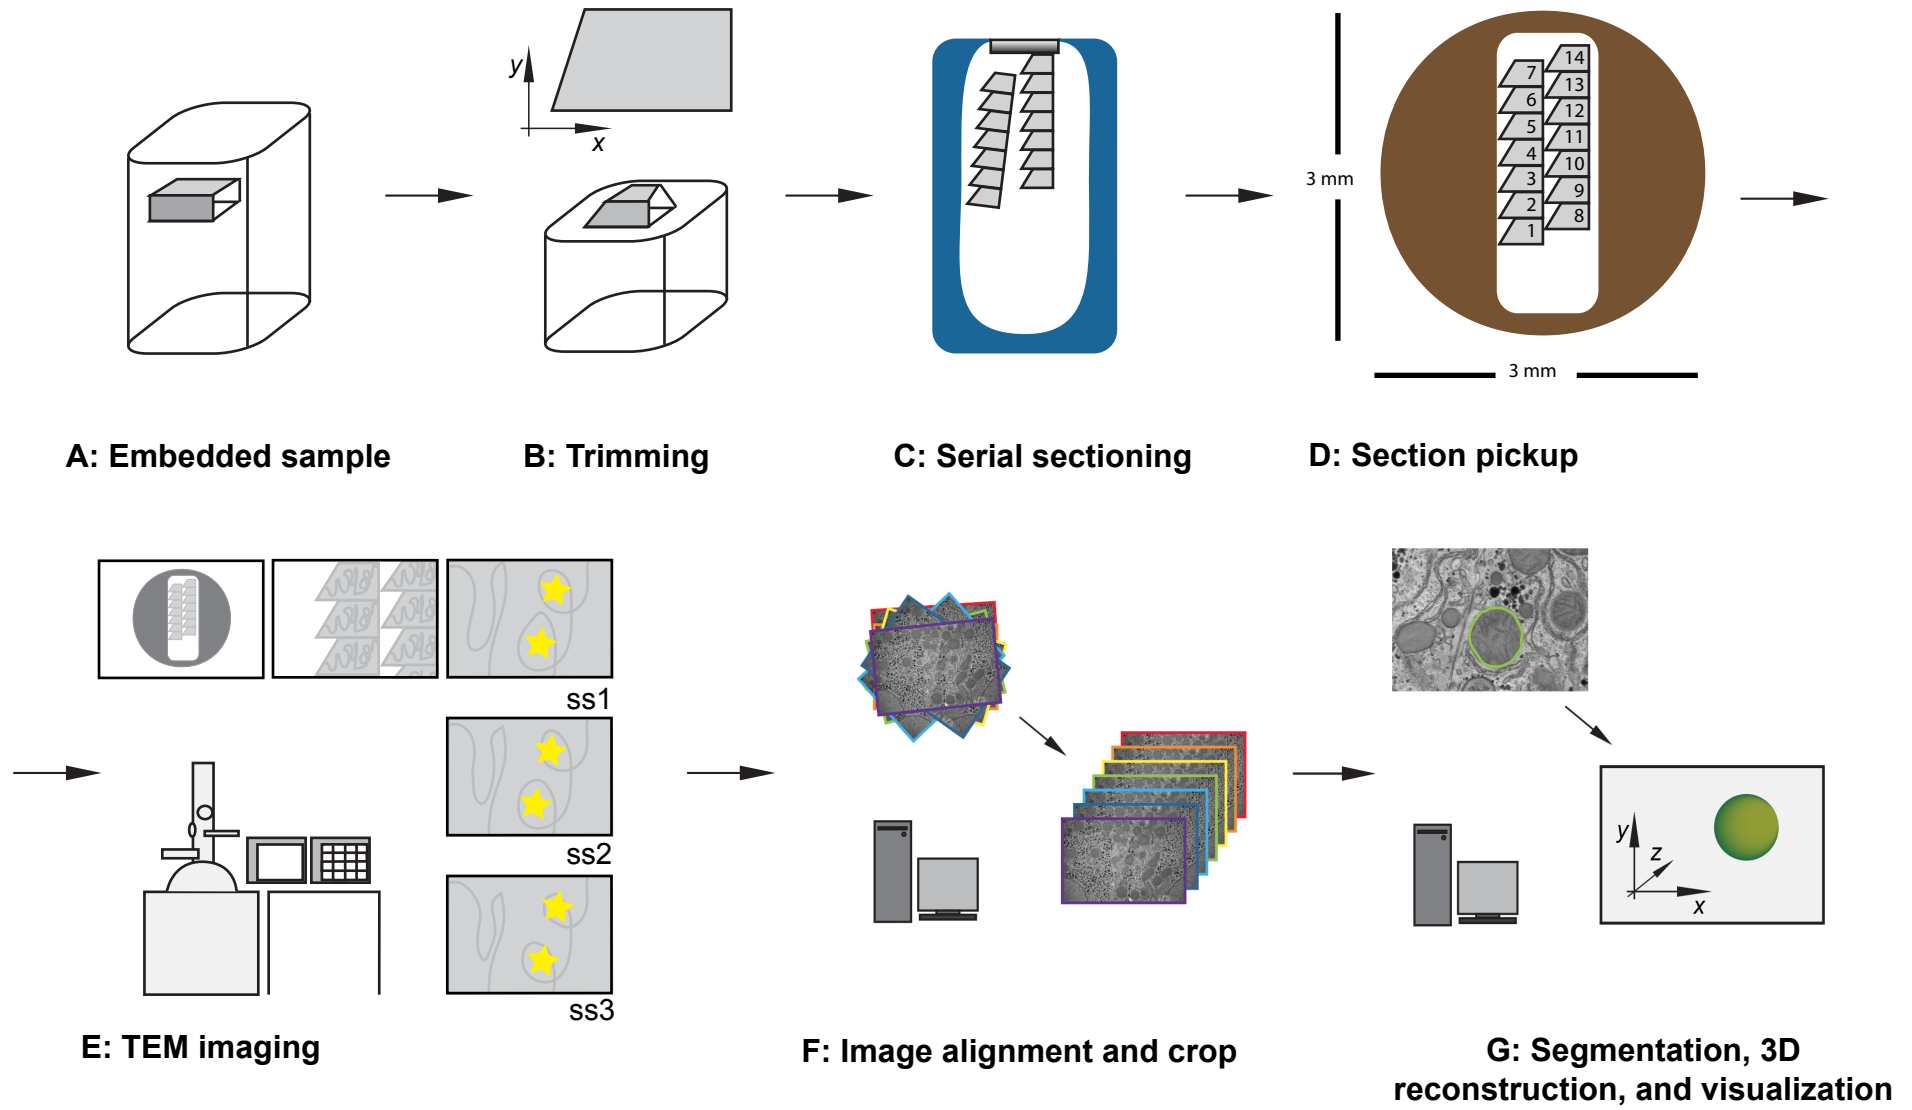 y
x
3 mm
7
6
5
4
3
2
1
14
13
12
11
10
9
8
3 mm
A: Embedded sample
B: Trimming
C: Serial sectioning
D: Section pickup
ss1
ss2
ss3
y
z
x
E: TEM imaging
F: Image alignment and crop
G: Segmentation, 3D
reconstruction, and visualization